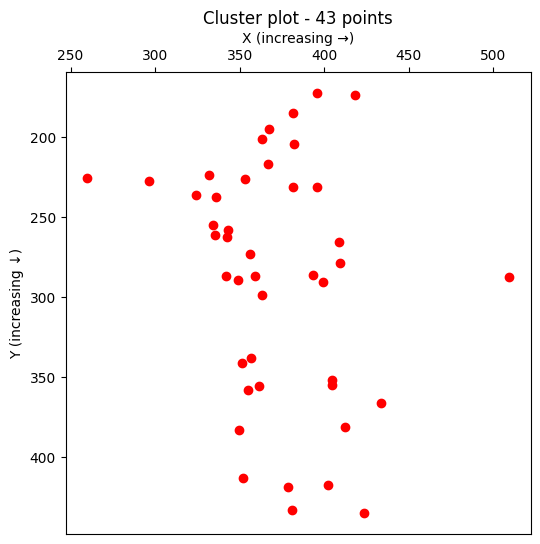 Cluster plot - 43 points
X (increasing →)
250 300 350 400 450 500
Y (increasing ↓)
200
250
300
350
400